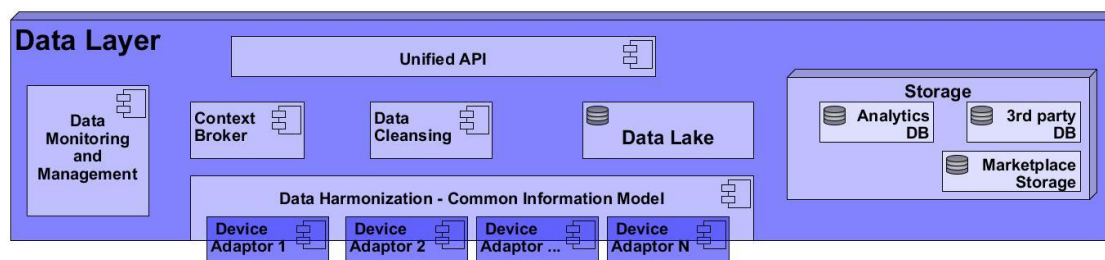 Data Layer
Unified API
Data
Monitoring
and
Management
Context
Broker
Data
Cleansing
Data Lake
Storage
Analytics
DB
3rd party
DB
Marketplace
Storage
Data Harmonization - Common Information Model
Device
Adaptor 1
Device
Adaptor 2
Device
Adaptor ...
Device
Adaptor N